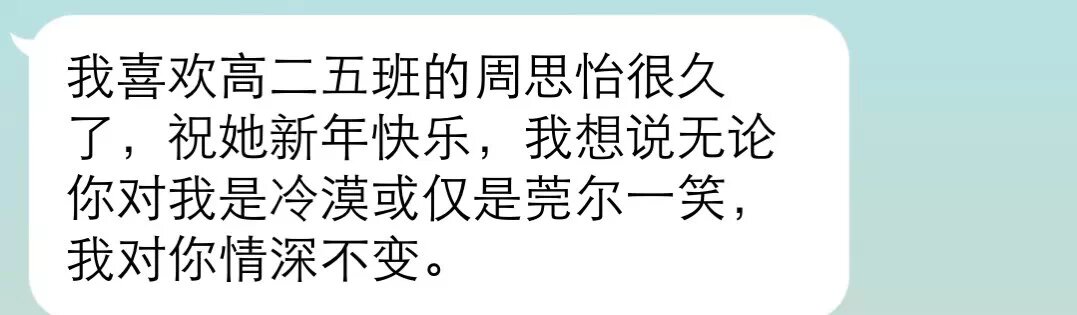 我喜欢高二五班的周思怡很久
了，祝她新年快乐，我想说无论
你对我是冷漠或仅是莞尔一笑，
我对你情深不变。